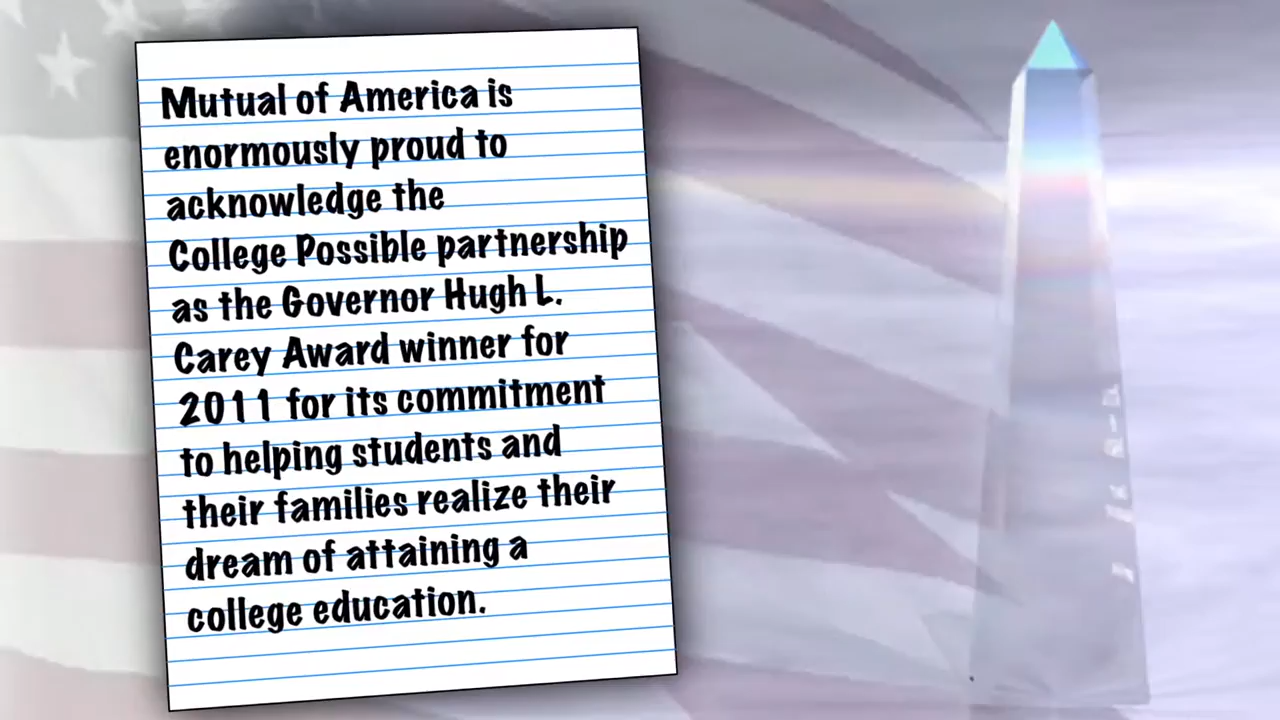 Mutual of America is
enormously proud to
acknowledge the
College Possible partnership
as the Governor Hugh L.
Carey Award winner for
2011 for its commitment
to helping students and
their families realize their
dream of attaining a
college education.